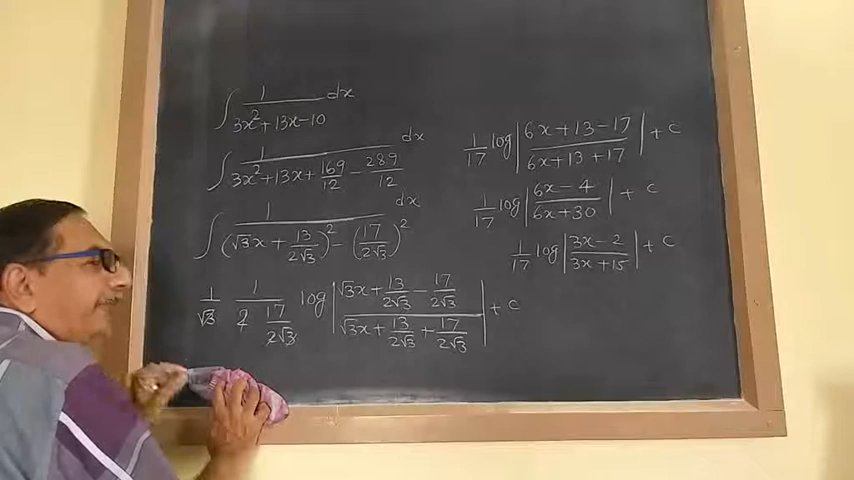 ∫ 1/(3x²+13x-10) dx
∫ 1/(3x²+13x+169/12-289/12) dx
∫ 1/((√3x+13/2√3)²-(17/2√3)²) dx
1/√3 1/(2 17/2√3) log|(√3x+13/2√3-17/2√3)/(√3x+13/2√3+17/2√3)|+c
1/17 log|(6x+13-17)/(6x+13+17)|+c
1/17 log|(6x-4)/(6x+30)|+c
1/17 log|(3x-2)/(3x+15)|+c